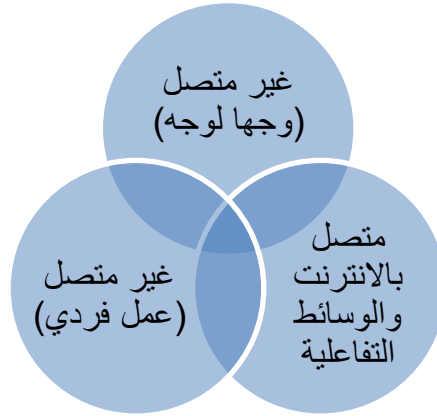 غير متصل
(وجها لوجه)
متصل
بالانترنت
والوسائط
التفاعلية
غير متصل
(عمل فردي)